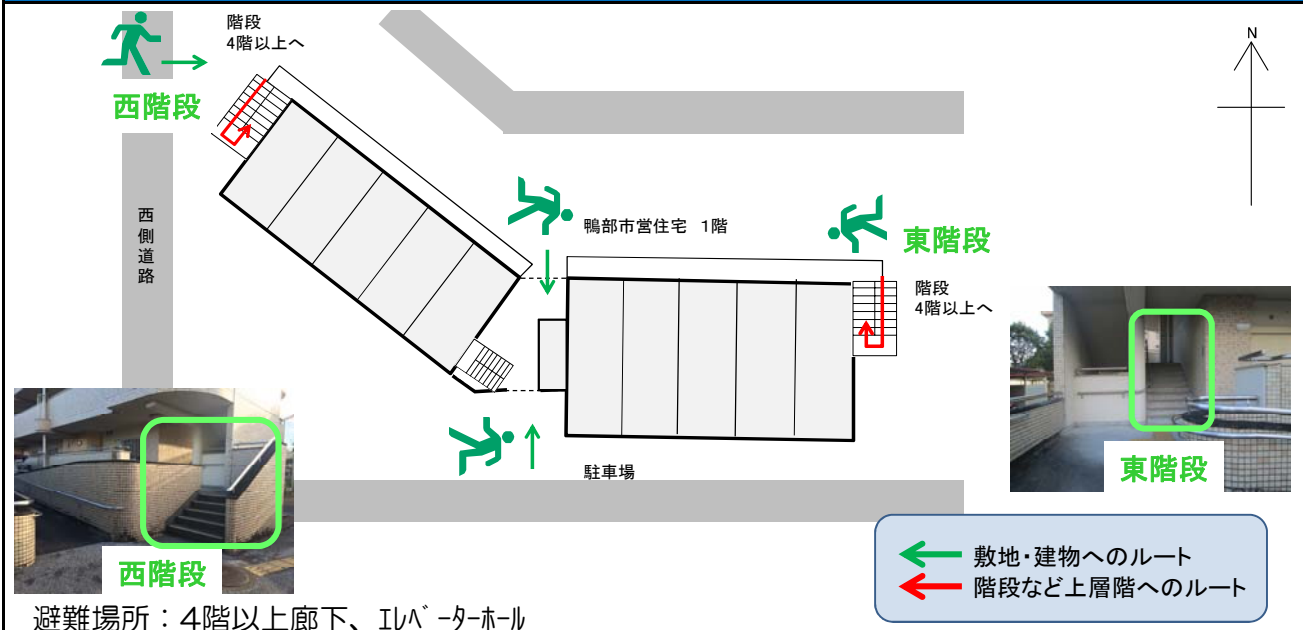 階段
4階以上へ
N
西階段
西側道路
鴨部市営住宅 1階
東階段
階段
4階以上へ
駐車場
東階段
西階段
敷地・建物へのルート
階段など上層階へのルート
避難場所：4階以上廊下、ｴﾚﾍﾞｰﾀｰﾎｰﾙ